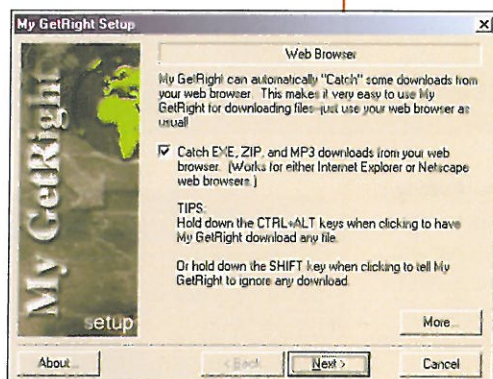 My GetRight Setup
My GetRight
setup
Web Browser
My GetRight can automatically "Catch" some downloads from
your web browser. This makes it very easy to use My
GetRight for downloading files--just use your web browser as
usual!
Catch EXE, ZIP, and MP3 downloads from your web
browser. (Works for either Internet Explorer or Netscape
web browsers.)
TIPS:
Hold down the CTRL+ALT keys when clicking to have
My GetRight download any file.
Or hold down the SHIFT key when clicking to tell My
GetRight to ignore any download.
More...
About...
< Back
Next >
Cancel